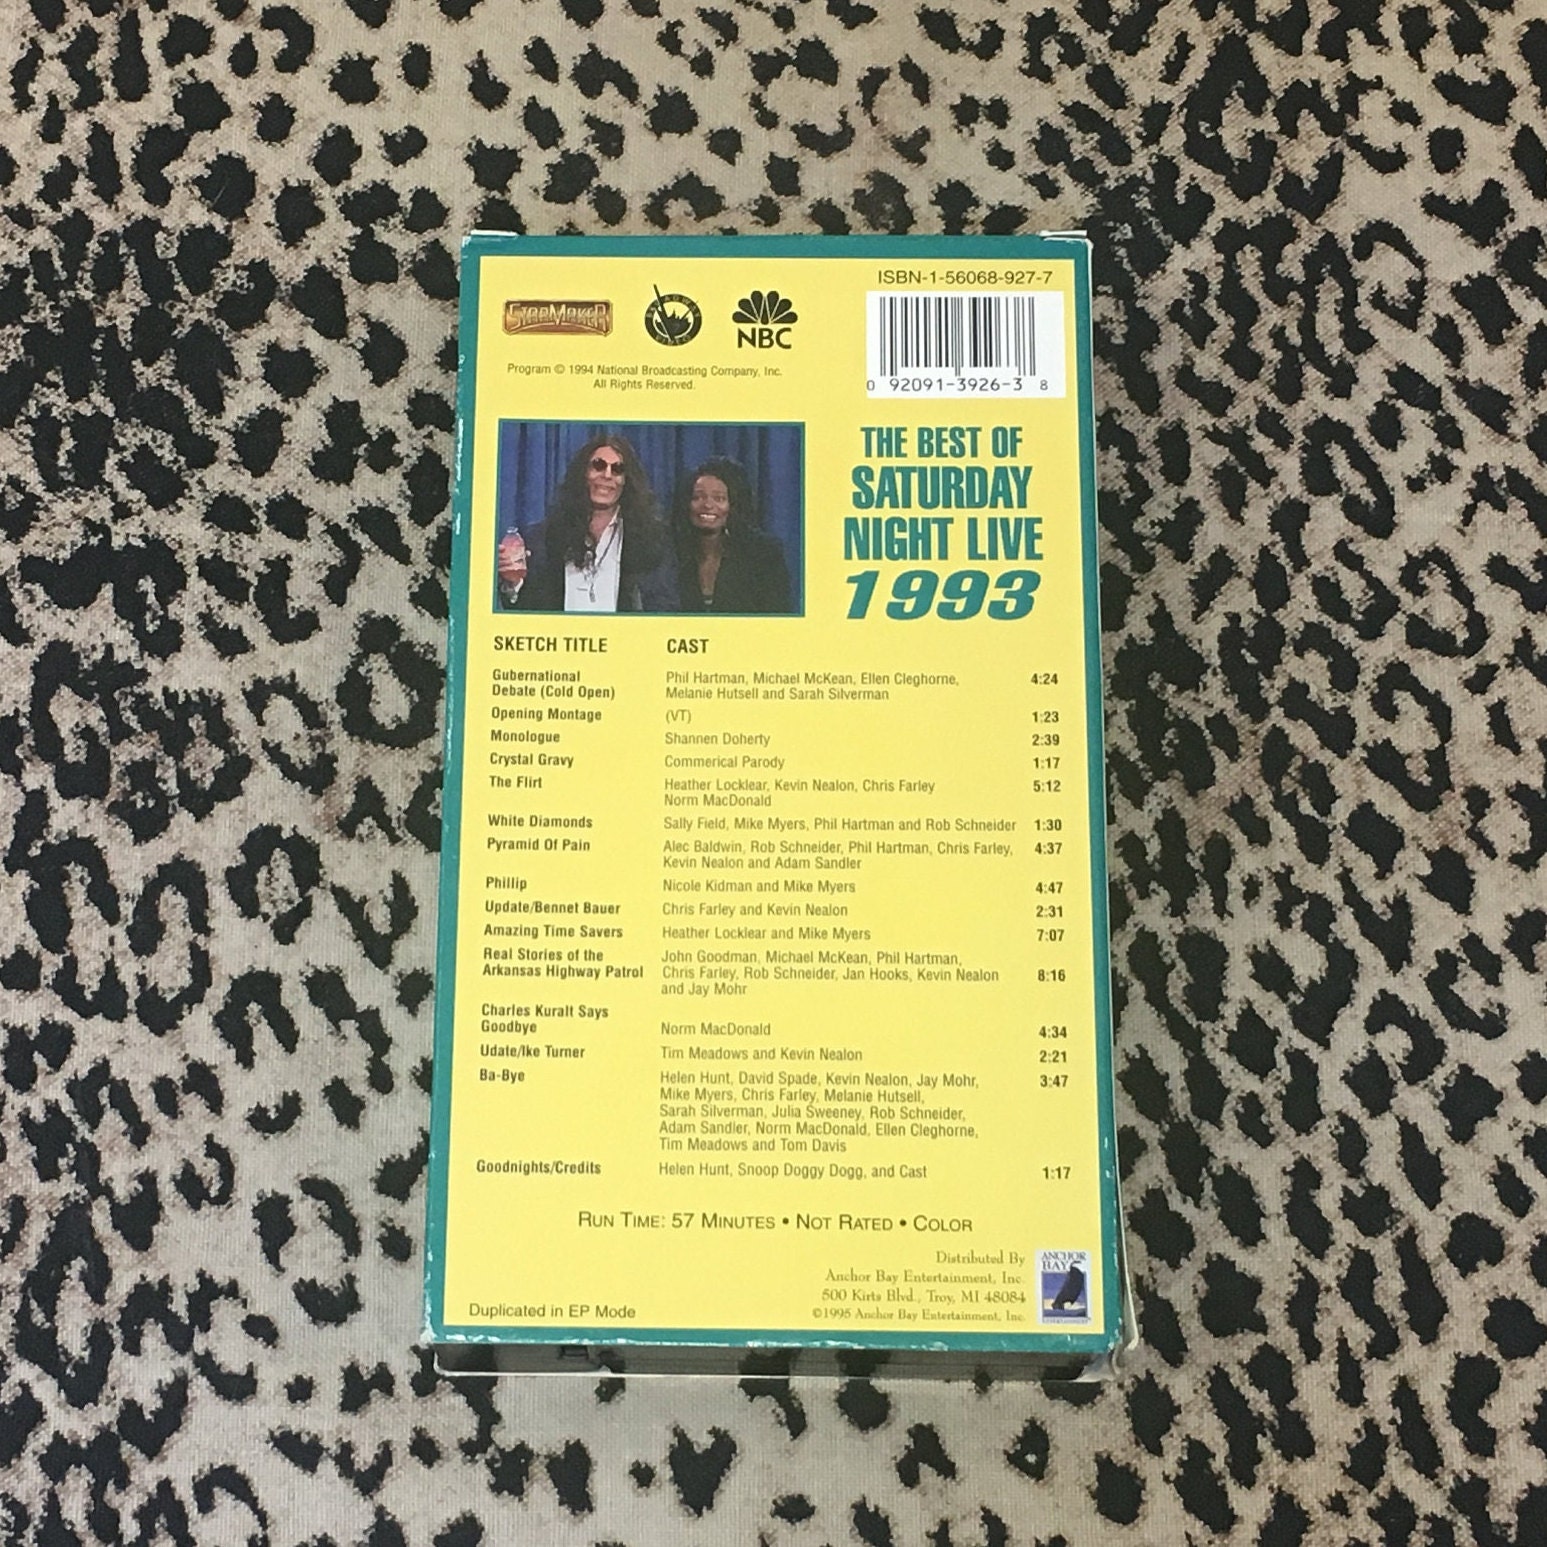 ISBN-1-56068-927-7
STARMAKER
NBC
0 92091-3926-3 8
Program © 1994 National Broadcasting Company, Inc.
All Rights Reserved.
THE BEST OF
SATURDAY
NIGHT LIVE
1993
SKETCH TITLE CAST
Gubernational Phil Hartman, Michael McKean, Ellen Cleghorne, 4:24
Debate (Cold Open) Melanie Hutsell and Sarah Silverman
Opening Montage (VT) 1:23
Monologue Shannen Doherty 2:39
Crystal Gravy Commerical Parody 1:17
The Flirt Heather Locklear, Kevin Nealon, Chris Farley 5:12
Norm MacDonald
White Diamonds Sally Field, Mike Myers, Phil Hartman and Rob Schneider 1:30
Pyramid Of Pain Alec Baldwin, Rob Schneider, Phil Hartman, Chris Farley, 4:37
Kevin Nealon and Adam Sandler
Phillip Nicole Kidman and Mike Myers 4:47
Update/Bennet Bauer Chris Farley and Kevin Nealon 2:31
Amazing Time Savers Heather Locklear and Mike Myers 7:07
Real Stories of the John Goodman, Michael McKean, Phil Hartman,
Arkansas Highway Patrol Chris Farley, Rob Schneider, Jan Hooks, Kevin Nealon 8:16
and Jay Mohr
Charles Kuralt Says
Goodbye Norm MacDonald 4:34
Udate/Ike Turner Tim Meadows and Kevin Nealon 2:21
Ba-Bye Helen Hunt, David Spade, Kevin Nealon, Jay Mohr, 3:47
Mike Myers, Chris Farley, Melanie Hutsell,
Sarah Silverman, Julia Sweeney, Rob Schneider,
Adam Sandler, Norm MacDonald, Ellen Cleghorne,
Tim Meadows and Tom Davis
Goodnights/Credits Helen Hunt, Snoop Doggy Dogg, and Cast 1:17
RUN TIME: 57 MINUTES • NOT RATED • COLOR
Distributed By
Anchor Bay Entertainment, Inc.
500 Kirts Blvd., Troy, MI 48084
©1995 Anchor Bay Entertainment, Inc.
ANCHOR
BAY
Duplicated in EP Mode